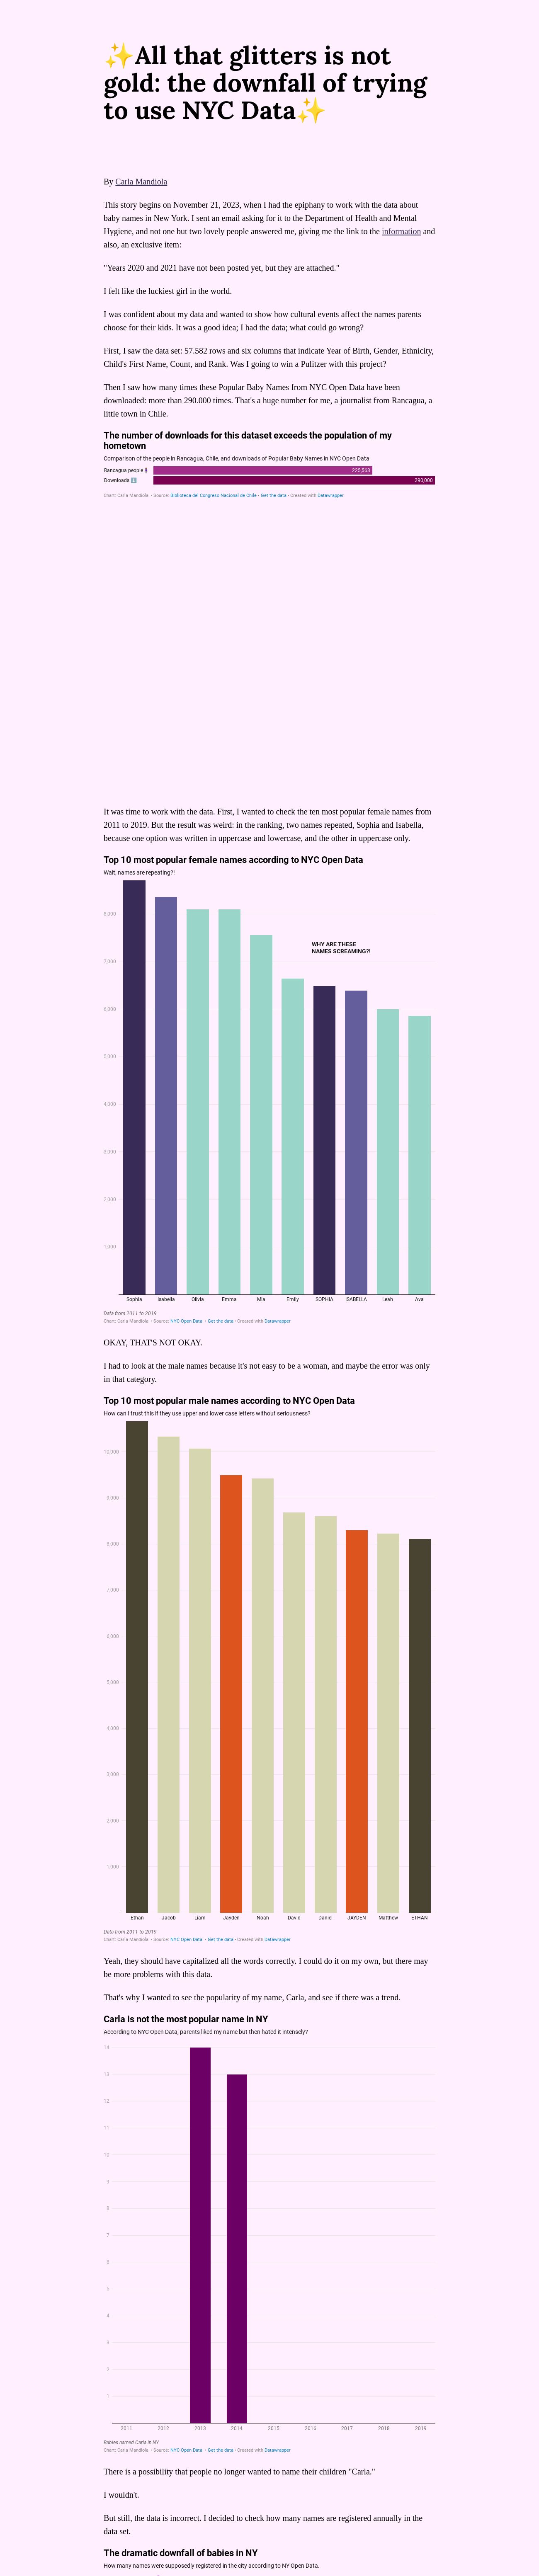 ✨All that glitters is not
gold: the downfall of trying
to use NYC Data✨
By Carla Mandiola
This story begins on November 21, 2023, when I had the epiphany to work with the data about
baby names in New York. I sent an email asking for it to the Department of Health and Mental
Hygiene, and not one but two lovely people answered me, giving me the link to the information and
also, an exclusive item:
"Years 2020 and 2021 have not been posted yet, but they are attached."
I felt like the luckiest girl in the world.
I was confident about my data and wanted to show how cultural events affect the names parents
choose for their kids. It was a good idea; I had the data; what could go wrong?
First, I saw the data set: 57.582 rows and six columns that indicate Year of Birth, Gender, Ethnicity,
Child's First Name, Count, and Rank. Was I going to win a Pulitzer with this project?
Then I saw how many times these Popular Baby Names from NYC Open Data have been
downloaded: more than 290.000 times. That's a huge number for me, a journalist from Rancagua, a
little town in Chile.
The number of downloads for this dataset exceeds the population of my
hometown
Comparison of the people in Rancagua, Chile, and downloads of Popular Baby Names in NYC Open Data
Rancagua people 225,563
Downloads ⬇️ 290,000
Chart: Carla Mandiola • Source: Biblioteca del Congreso Nacional de Chile • Get the data • Created with Datawrapper
It was time to work with the data. First, I wanted to check the ten most popular female names from
2011 to 2019. But the result was weird: in the ranking, two names repeated, Sophia and Isabella,
because one option was written in uppercase and lowercase, and the other in uppercase only.
Top 10 most popular female names according to NYC Open Data
Wait, names are repeating?!
8,000
WHY ARE THESE
NAMES SCREAMING?!
7,000
6,000
5,000
4,000
3,000
2,000
1,000
Sophia Isabella Olivia Emma Mia Emily SOPHIA ISABELLA Leah Ava
Data from 2011 to 2019
Chart: Carla Mandiola • Source: NYC Open Data • Get the data • Created with Datawrapper
OKAY, THAT'S NOT OKAY.
I had to look at the male names because it's not easy to be a woman, and maybe the error was only
in that category.
Top 10 most popular male names according to NYC Open Data
How can I trust this if they use upper and lower case letters without seriousness?
10,000
9,000
8,000
7,000
6,000
5,000
4,000
3,000
2,000
1,000
Ethan Jacob Liam Jayden Noah David Daniel JAYDEN Matthew ETHAN
Data from 2011 to 2019
Chart: Carla Mandiola • Source: NYC Open Data • Get the data • Created with Datawrapper
Yeah, they should have capitalized all the words correctly. I could do it on my own, but there may
be more problems with this data.
That's why I wanted to see the popularity of my name, Carla, and see if there was a trend.
Carla is not the most popular name in NY
According to NYC Open Data, parents liked my name but then hated it intensely?
14
13
12
11
10
9
8
7
6
5
4
3
2
1
2011 2012 2013 2014 2015 2016 2017 2018 2019
Babies named Carla in NY
Chart: Carla Mandiola • Source: NYC Open Data • Get the data • Created with Datawrapper
There is a possibility that people no longer wanted to name their children "Carla."
I wouldn't.
But still, the data is incorrect. I decided to check how many names are registered annually in the
data set.
The dramatic downfall of babies in NY
How many names were supposedly registered in the city according to NYC Open Data.